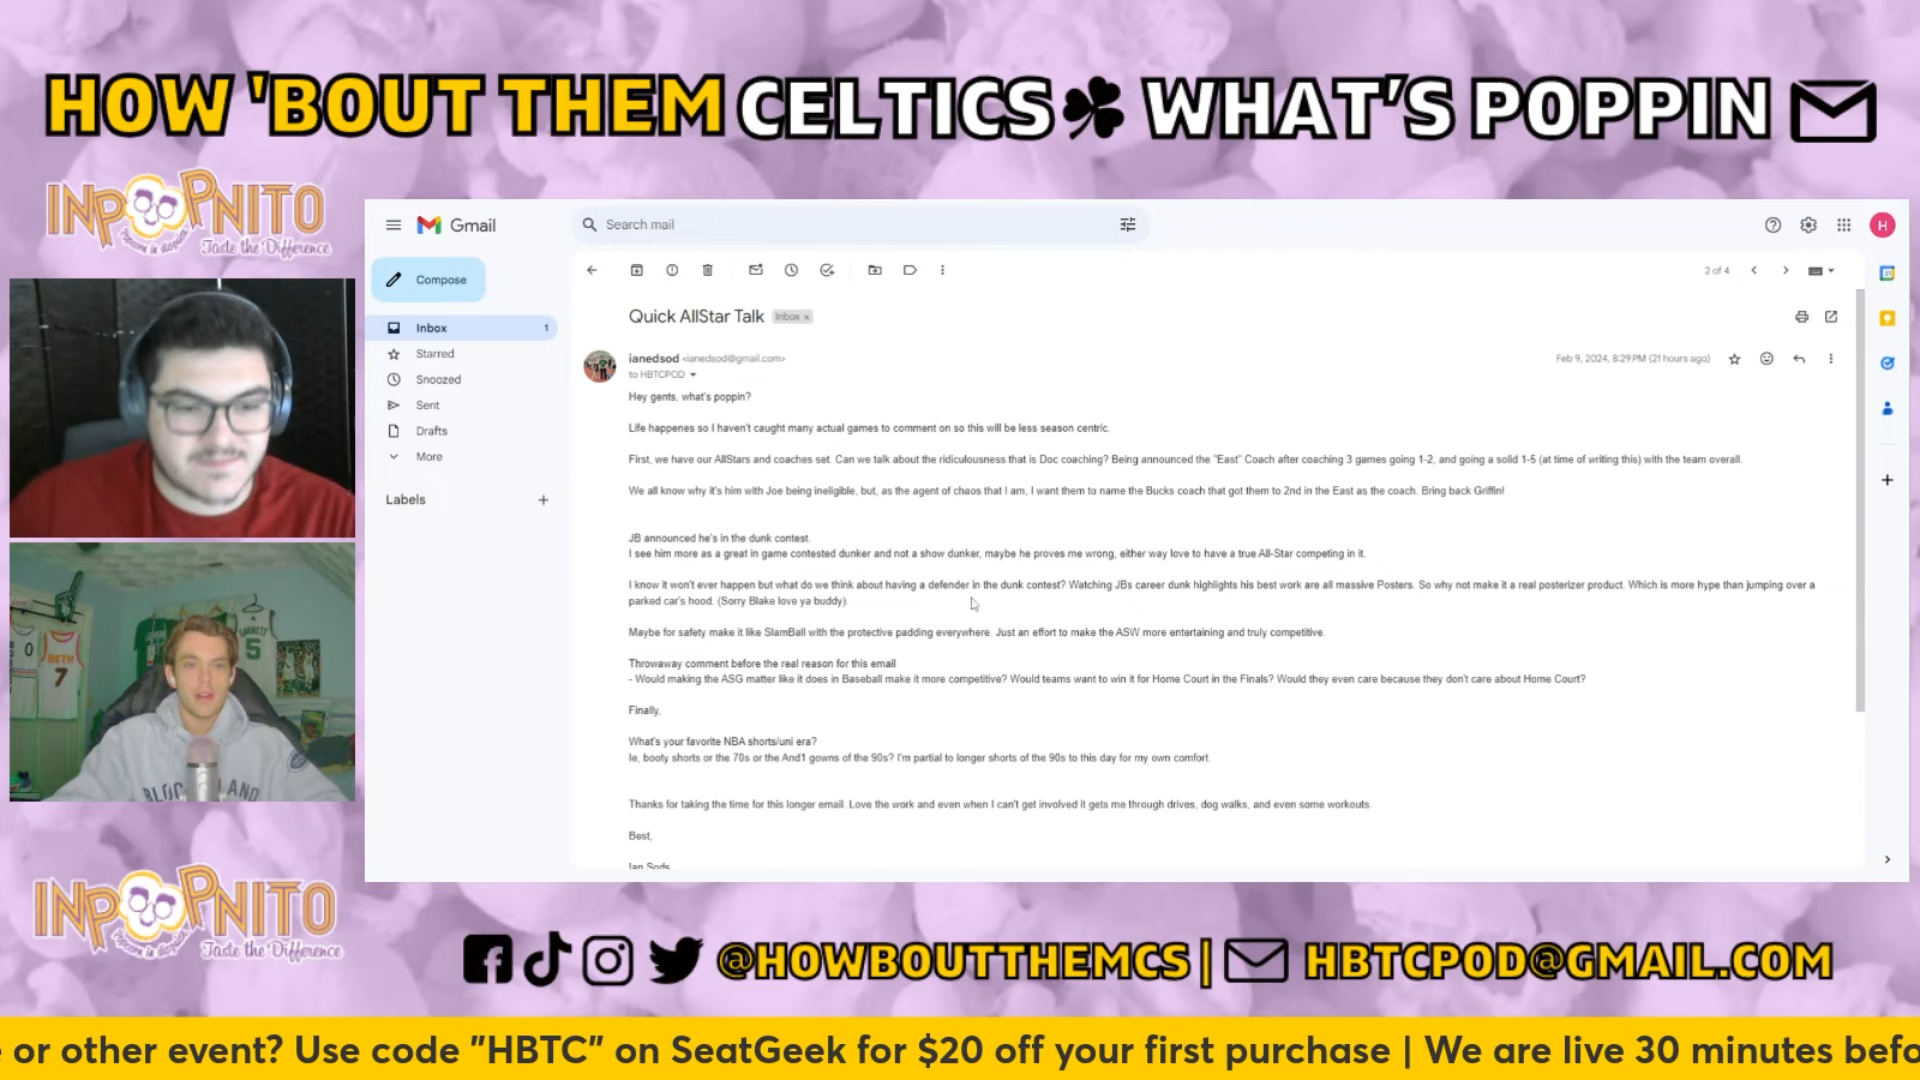 HOW 'BOUT THEM CELTICS WHAT'S POPPIN
INPOPNITO
Taste the Difference
Gmail
Search mail
H
Compose
2 of 4
Inbox 1
Starred
Snoozed
Sent
Drafts
More
Labels
Quick AllStar Talk Inbox x
ianedsod <ianedsod@gmail.com>
Feb 9, 2024, 8:29 PM (21 hours ago)
to HBTCPOD
Hey gents, what's poppin?
Life happenes so I haven't caught many actual games to comment on so this will be less season centric.
First, we have our AllStars and coaches set. Can we talk about the ridiculousness that is Doc coaching? Being announced the "East" Coach after coaching 3 games going 1-2, and going a solid 1-5 (at time of writing this) with the team overall.
We all know why it's him with Joe being ineligible, but, as the agent of chaos that I am, I want them to name the Bucks coach that got them to 2nd in the East as the coach. Bring back Griffin!
JB announced he's in the dunk contest.
I see him more as a great in game contested dunker and not a show dunker, maybe he proves me wrong, either way love to have a true All-Star competing in it.
I know it won't ever happen but what do we think about having a defender in the dunk contest? Watching JBs career dunk highlights his best work are all massive Posters. So why not make it a real posterizer product. Which is more hype than jumping over a
parked car's hood. (Sorry Blake love ya buddy).
Maybe for safety make it like SlamBall with the protective padding everywhere. Just an effort to make the ASW more entertaining and truly competitive.
Throwaway comment before the real reason for this email
- Would making the ASG matter like it does in Baseball make it more competitive? Would teams want to win it for Home Court in the Finals? Would they even care because they don't care about Home Court?
Finally,
What's your favorite NBA shorts/uni era?
Ie, booty shorts or the 70s or the And1 gowns of the 90s? I'm partial to longer shorts of the 90s to this day for my own comfort.
Thanks for taking the time for this longer email. Love the work and even when I can't get involved it gets me through drives, dog walks, and even some workouts.
Best,
Ian Sods
0
7
GARNETT
5
INPOPNITO
Taste the Difference
@HOWBOUTTHEMCS | HBTCPOD@GMAIL.COM
or other event? Use code "HBTC" on SeatGeek for $20 off your first purchase | We are live 30 minutes befo